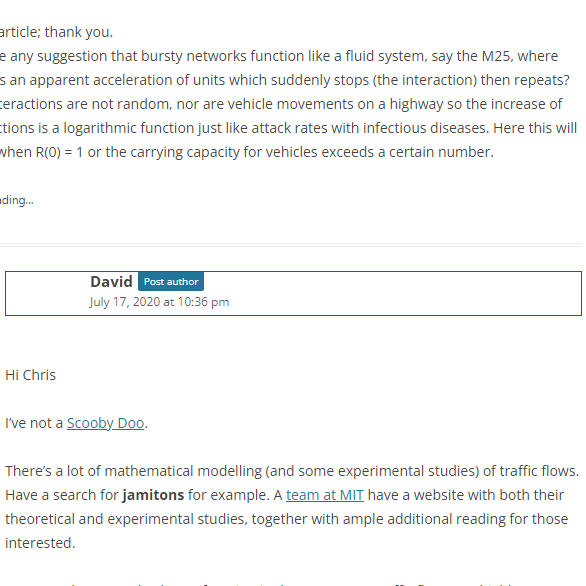 article; thank you.
e any suggestion that bursty networks function like a fluid system, say the M25, where
s an apparent acceleration of units which suddenly stops (the interaction) then repeats?
teractions are not random, nor are vehicle movements on a highway so the increase of
ctions is a logarithmic function just like attack rates with infectious diseases. Here this will
when R(0) = 1 or the carrying capacity for vehicles exceeds a certain number.
ding...
David Post author
July 17, 2020 at 10:36 pm
Hi Chris
I've not a Scooby Doo.
There's a lot of mathematical modelling (and some experimental studies) of traffic flows.
Have a search for jamitons for example. A team at MIT have a website with both their
theoretical and experimental studies, together with ample additional reading for those
interested.